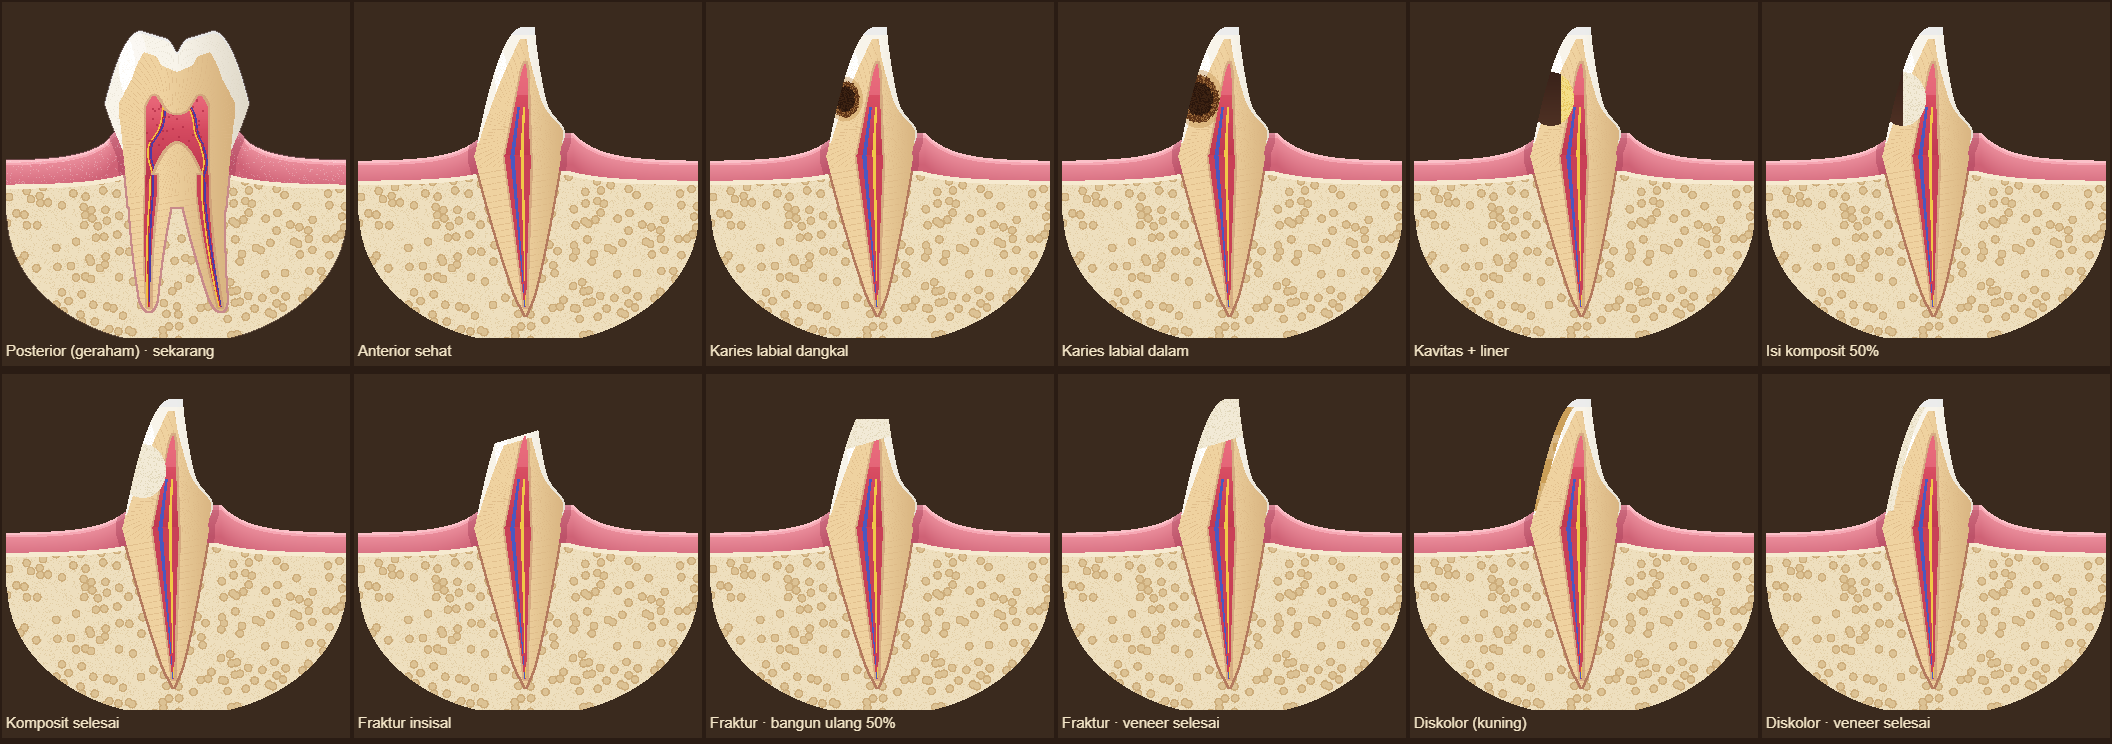 Posterior (geraham) · sekarang
Anterior sehat
Karies labial dangkal
Karies labial dalam
Kavitas + liner
Isi komposit 50%
Komposit selesai
Fraktur insisal
Fraktur · bangun ulang 50%
Fraktur · veneer selesai
Diskolor (kuning)
Diskolor · veneer selesai